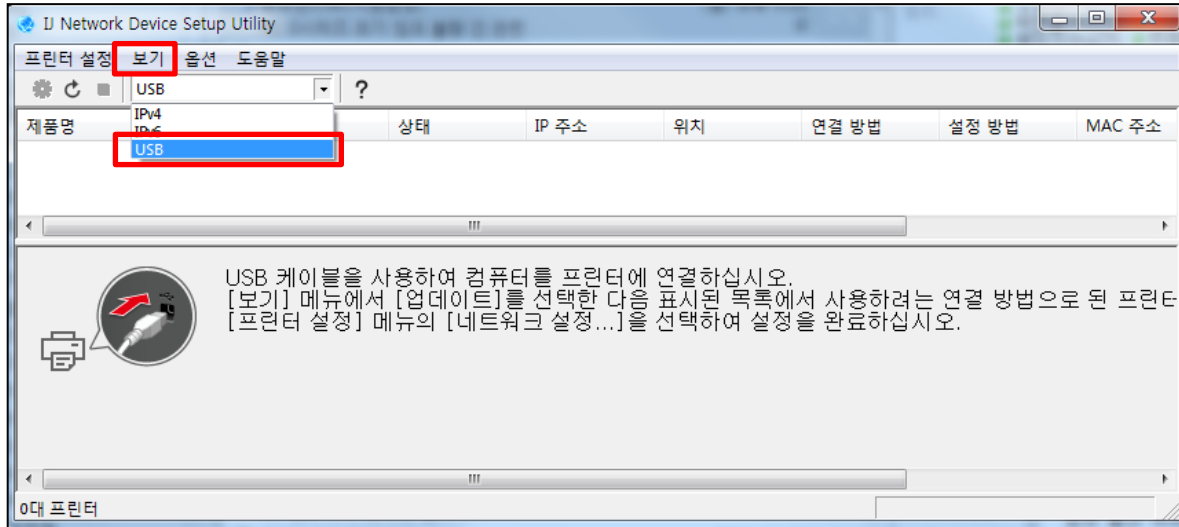 IJ Network Device Setup Utility
프린터 설정 보기 옵션 도움말
USB ?
IPv4
IPv6
USB
제품명 상태 IP 주소 위치 연결 방법 설정 방법 MAC 주소
USB 케이블을 사용하여 컴퓨터를 프린터에 연결하십시오.
[보기] 메뉴에서 [업데이트]를 선택한 다음 표시된 목록에서 사용하려는 연결 방법으로 된 프린터
[프린터 설정] 메뉴의 [네트워크 설정...]을 선택하여 설정을 완료하십시오.
0대 프린터